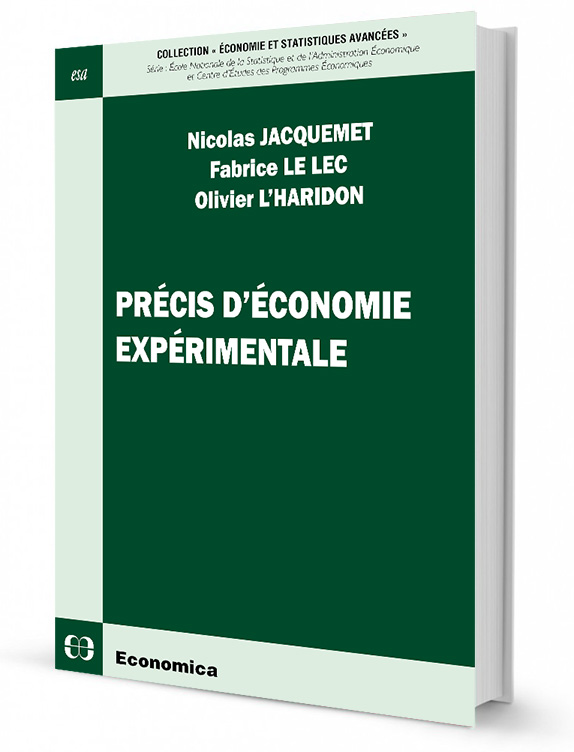 COLLECTION « ÉCONOMIE ET STATISTIQUES AVANCÉES »
Série : École Nationale de la Statistique et de l'Administration Économique
et Centre d'Études des Programmes Économiques
esa
Nicolas JACQUEMET
Fabrice LE LEC
Olivier L'HARIDON
PRÉCIS D'ÉCONOMIE
EXPÉRIMENTALE
Economica